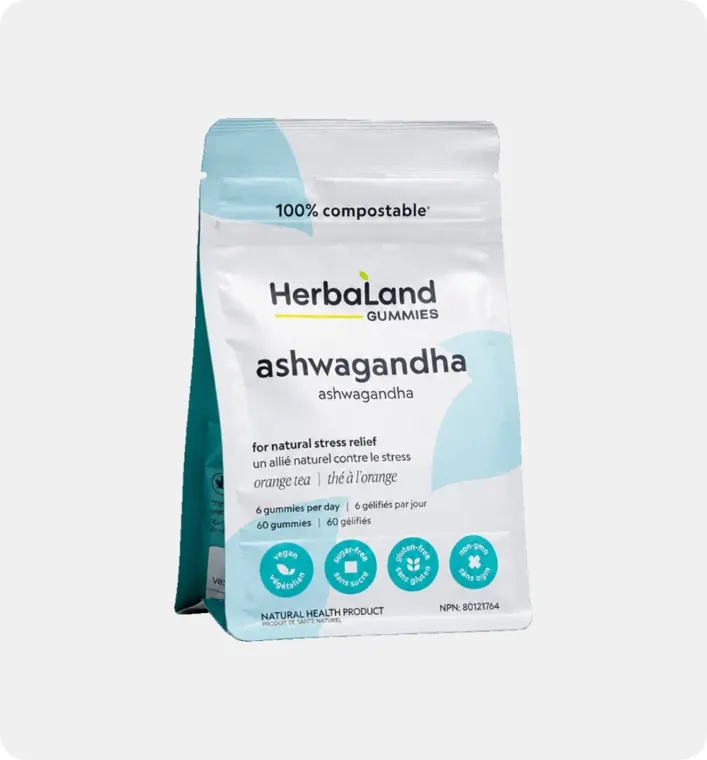 100% compostable*
HerbaLand
GUMMIES
ashwagandha
ashwagandha
for natural stress relief
un allié naturel contre le stress
orange tea | thé à l'orange
6 gummies per day | 6 gélifiés par jour
60 gummies | 60 gélifiés
vegan
végétalian
sugar-free
sans sucre
gluten-free
sans gluten
non-gmo
sans ogm
NATURAL HEALTH PRODUCT
PRODUIT DE SANTÉ NATUREL
NPN: 80121764